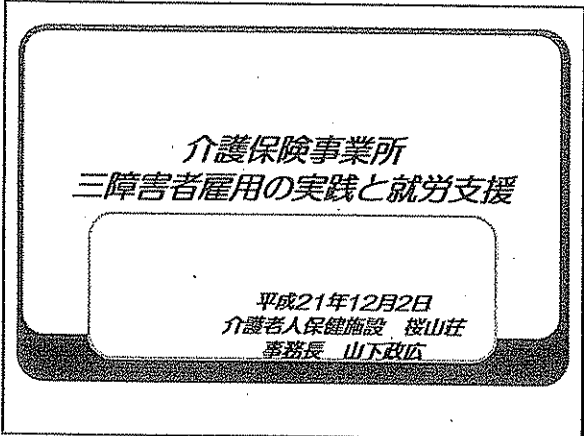 介護保険事業所
三障害者雇用の実践と就労支援
平成21年12月2日
介護老人保健施設 桜山荘
事務長 山下政広